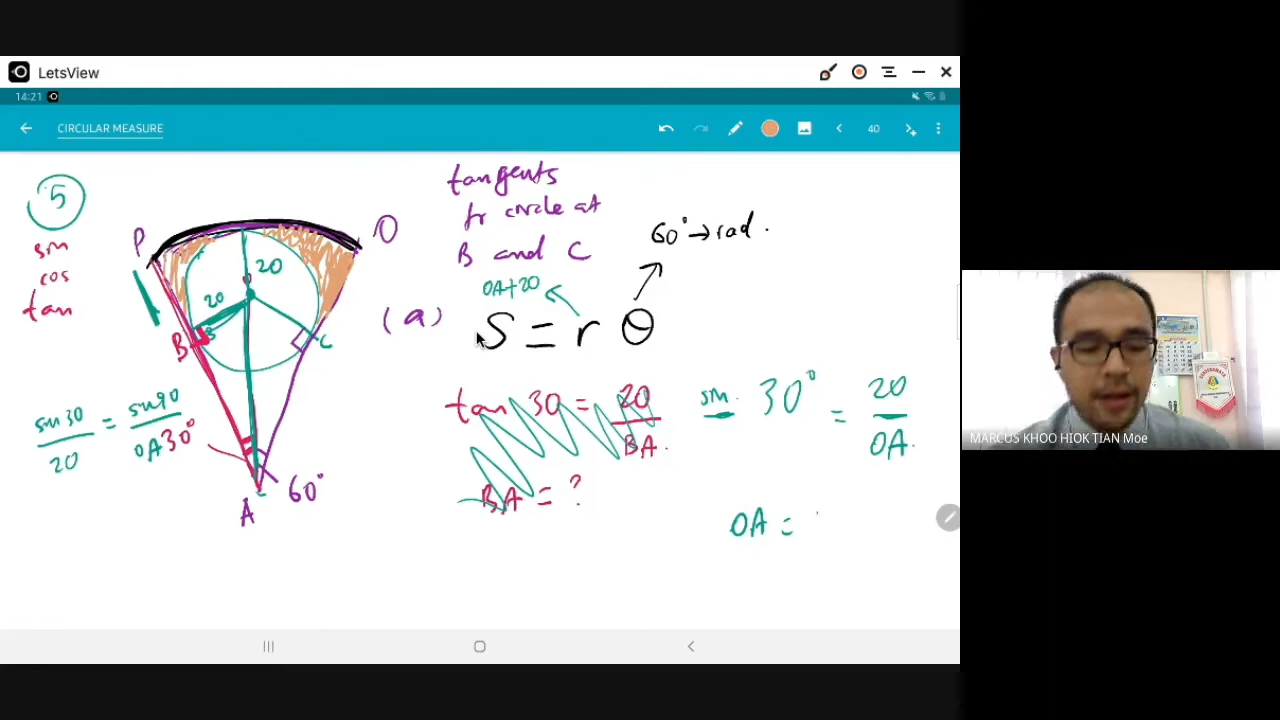 LetsView
14:21
CIRCULAR MEASURE
40
5
sin
cos
tan
P
Q
20
20
O
B
C
A
60°
30°
sin 30 / 20 = sin 90 / OA
tangents
to circle at
B and C
60° → rad.
OA+20
(a)
S = r θ
tan 30 = 20 / BA.
BA = ?
sin 30° = 20 / OA.
OA =
MARCUS KHOO HIOK TIAN Moe